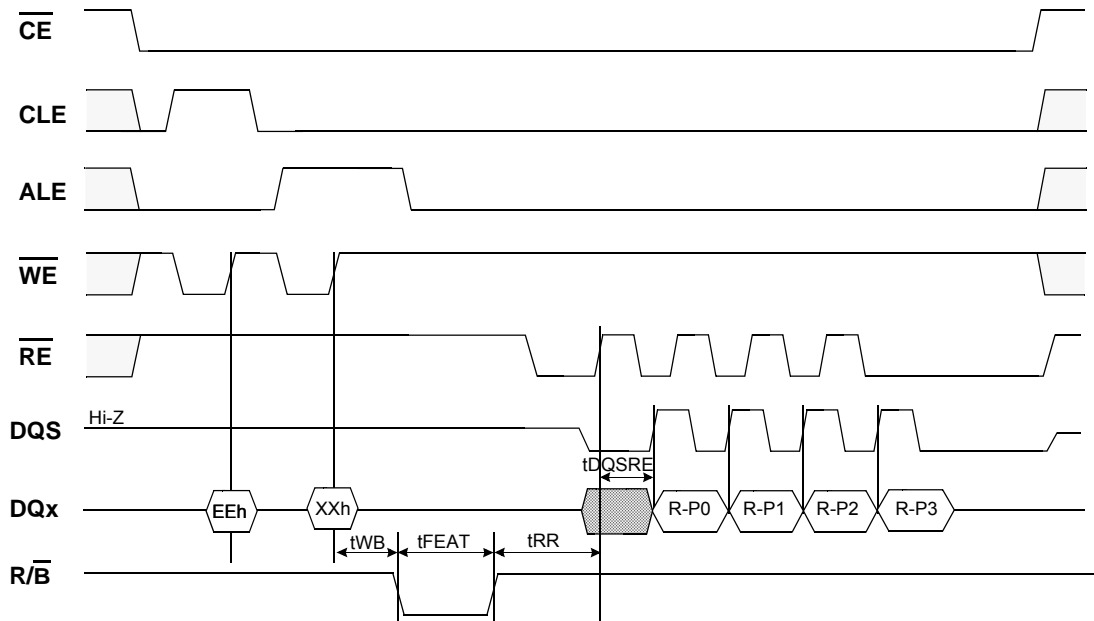 CE
CLE
ALE
WE
RE
DQS Hi-Z
tDQSRE
DQx EEh XXh R-P0 R-P1 R-P2 R-P3
tWB tFEAT tRR
R/B